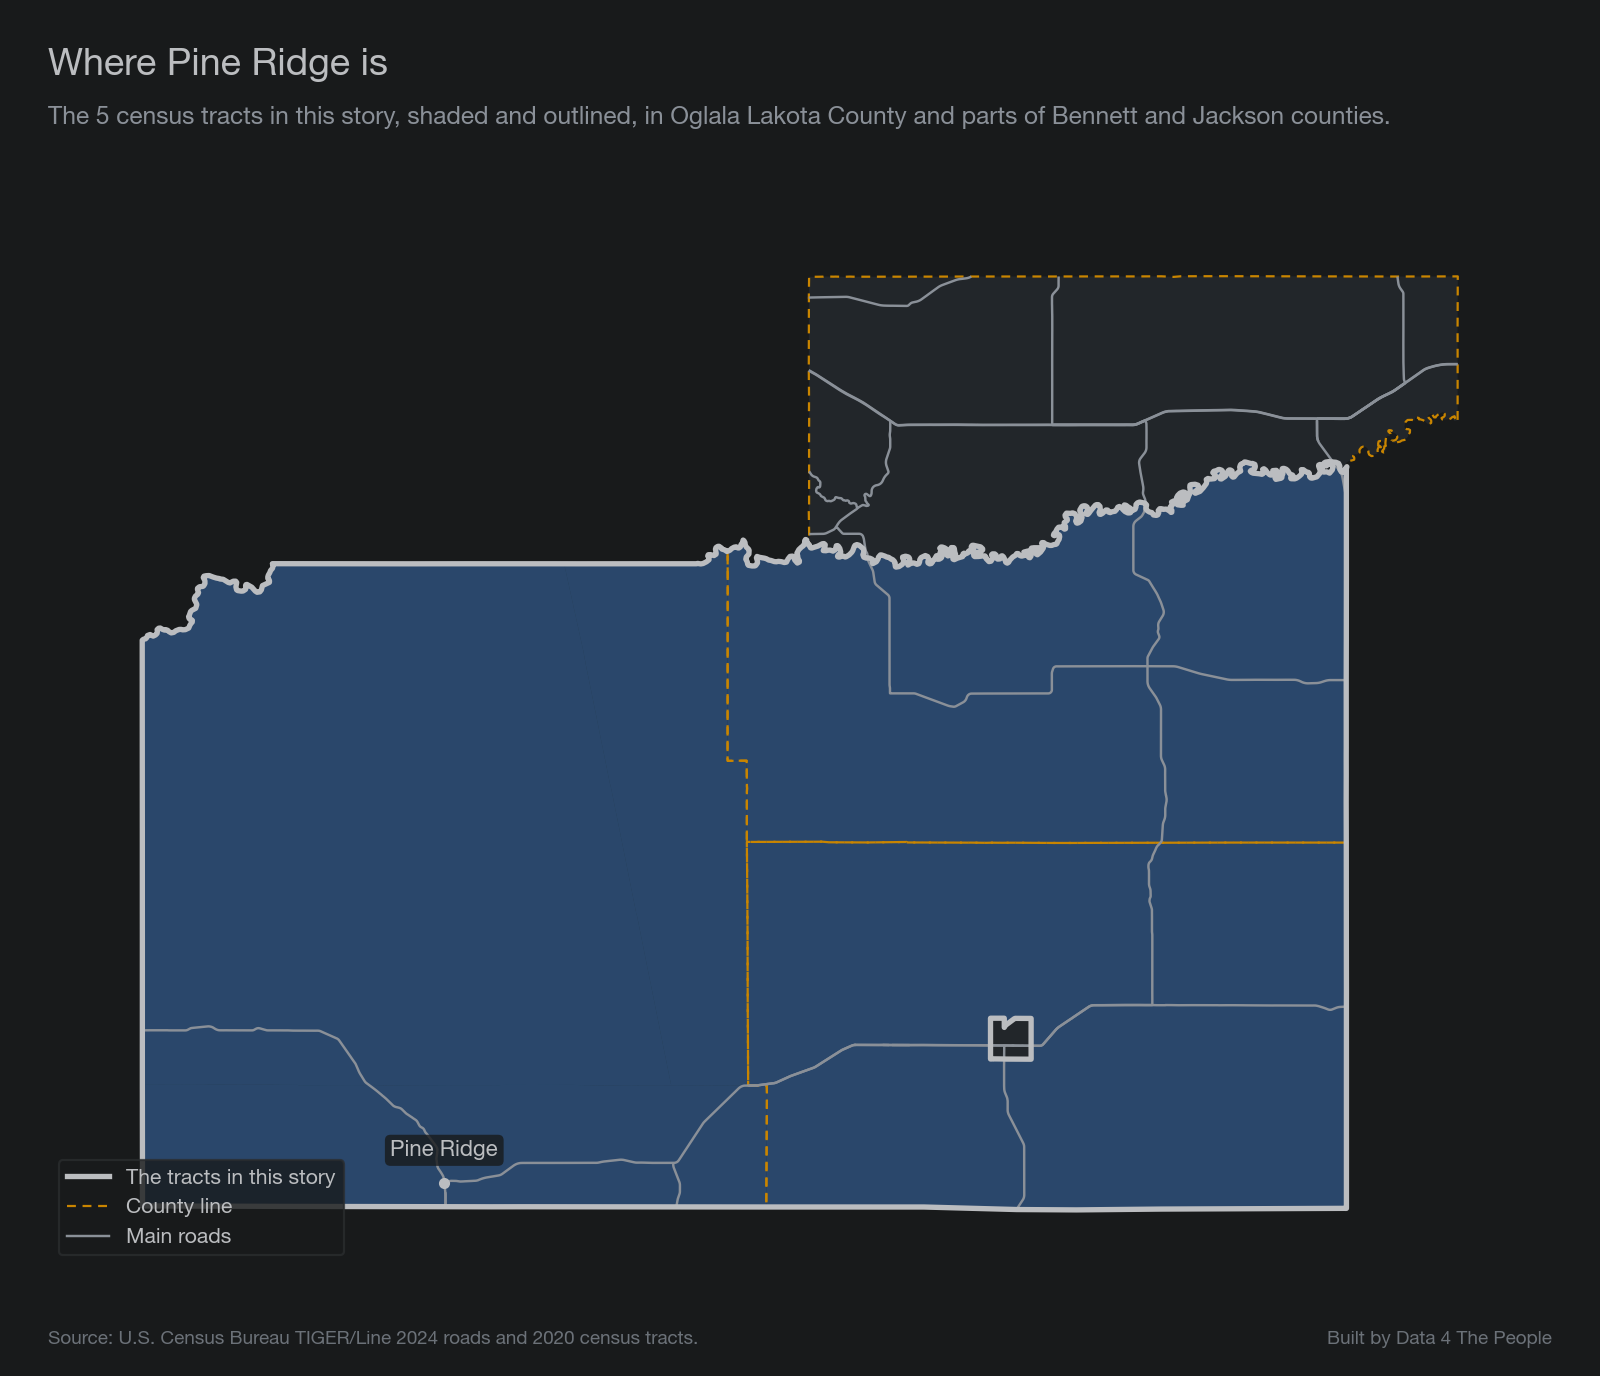 Where Pine Ridge is
The 5 census tracts in this story, shaded and outlined, in Oglala Lakota County and parts of Bennett and Jackson counties.
Pine Ridge
The tracts in this story
County line
Main roads
Source: U.S. Census Bureau TIGER/Line 2024 roads and 2020 census tracts.
Built by Data 4 The People